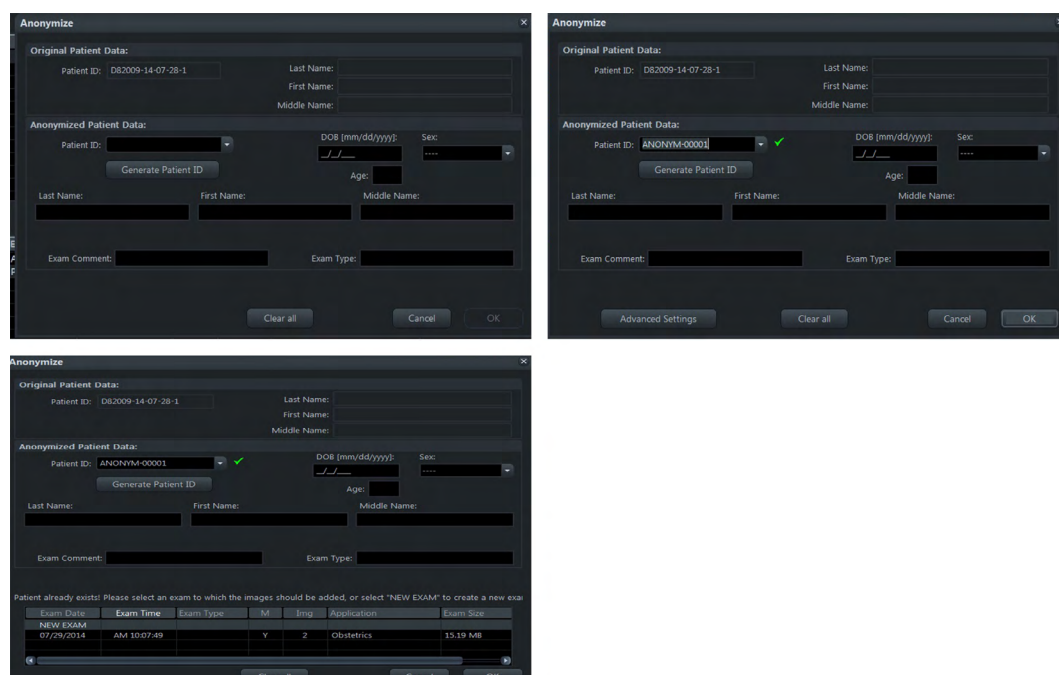 Anonymize
Original Patient Data:
Patient ID: D82009-14-07-28-1 Last Name:
First Name:
Middle Name:
Anonymized Patient Data:
Patient ID: DOB [mm/dd/yyyy]: Sex:
_/_/___ ----
Generate Patient ID Age:
Last Name: First Name: Middle Name:
Exam Comment: Exam Type:
Clear all Cancel OK
Anonymize
Original Patient Data:
Patient ID: D82009-14-07-28-1 Last Name:
First Name:
Middle Name:
Anonymized Patient Data:
Patient ID: ANONYM-00001 DOB [mm/dd/yyyy]: Sex:
_/_/___ ----
Generate Patient ID Age:
Last Name: First Name: Middle Name:
Exam Comment: Exam Type:
Advanced Settings Clear all Cancel OK
Anonymize
Original Patient Data:
Patient ID: D82009-14-07-28-1 Last Name:
First Name:
Middle Name:
Anonymized Patient Data:
Patient ID: ANONYM-00001 DOB [mm/dd/yyyy]: Sex:
_/_/___ ----
Generate Patient ID Age:
Last Name: First Name: Middle Name:
Exam Comment: Exam Type:
Patient already exists! Please select an exam to which the images should be added, or select "NEW EXAM" to create a new exa
Exam Date Exam Time Exam Type M Img Application Exam Size
NEW EXAM
07/29/2014 AM 10:07:49 Y 2 Obstetrics 15.19 MB